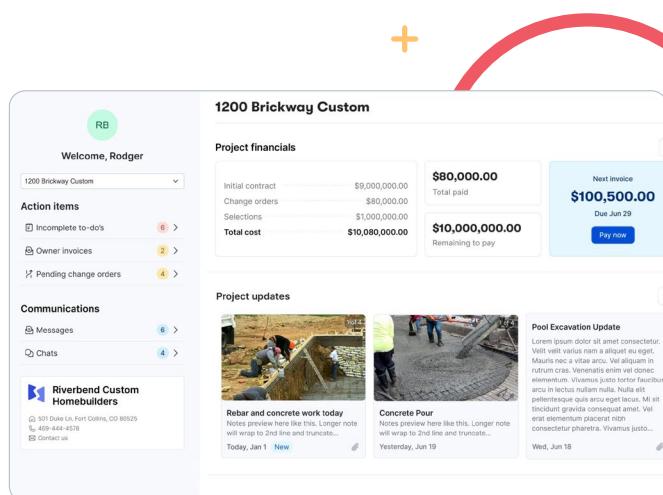 RB
Welcome, Rodger
1200 Brickway Custom
Action items
Incomplete to-do's 6
Owner invoices 2
Pending change orders 4
Communications
Messages 6
Chats 4
Riverbend Custom
Homebuilders
501 Duke Ln, Fort Collins, CO 80525
469-444-4578
Contact us
1200 Brickway Custom
Project financials
Initial contract $9,000,000.00
Change orders $80,000.00
Selections $1,000,000.00
Total cost $10,080,000.00
$80,000.00
Total paid
$10,000,000.00
Remaining to pay
Next invoice
$100,500.00
Due Jun 29
Pay now
Project updates
1 of 4
Rebar and concrete work today
Notes preview here like this. Longer note
will wrap to 2nd line and truncate...
Today, Jan 1 New
of 4
Concrete Pour
Notes preview here like this. Longer note
will wrap to 2nd line and truncate...
Yesterday, Jun 19
Pool Excavation Update
Lorem ipsum dolor sit amet consectetur.
Velit velit varius nam a aliquet eu eget.
Mauris nec a vitae arcu. Vel aliquam in
rutrum cras. Venenatis enim vel donec
elementum. Vivamus justo tortor faucibus
arcu in lectus nullam nulla. Nulla elit
pellentesque quis arcu eget lacus. Mi sit
tincidunt gravida consequat amet. Vel
erat elementum placerat nibh
consectetur pharetra. Vivamus justo...
Wed, Jun 18